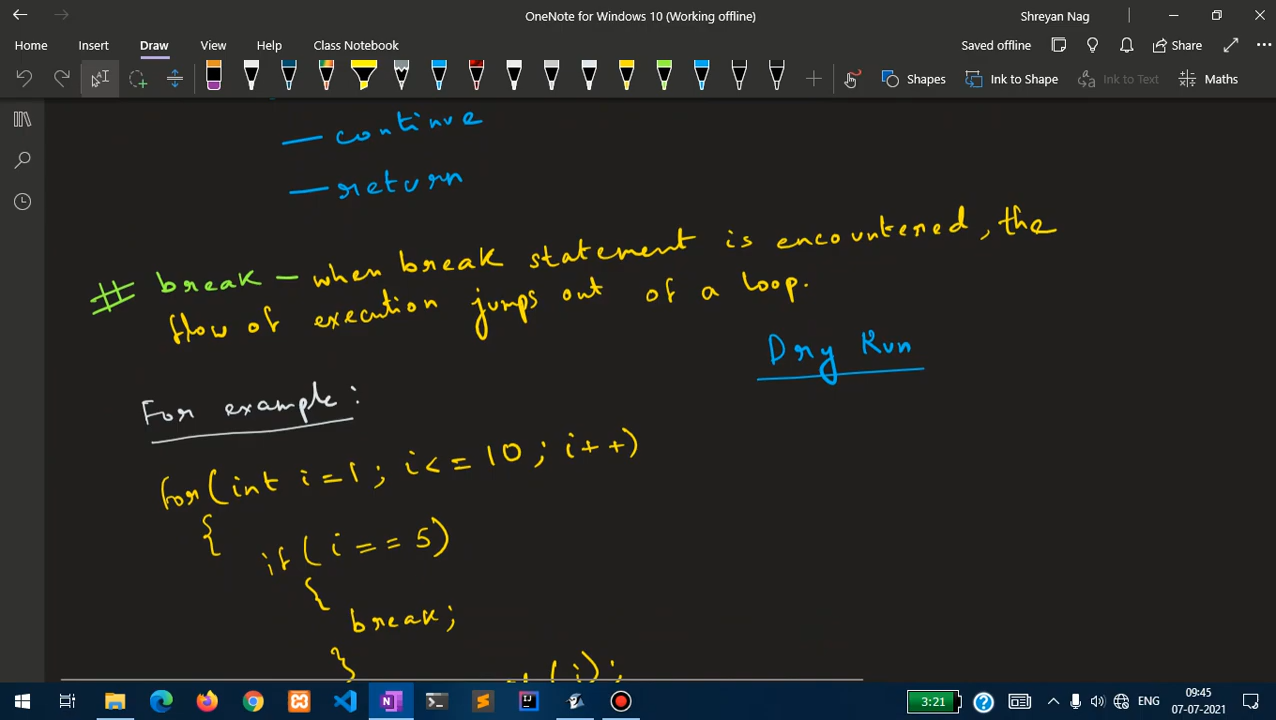 OneNote for Windows 10 (Working offline)
Shreyan Nag
Home Insert Draw View Help Class Notebook
Saved offline
Share
Shapes
Ink to Shape
Ink to Text
Maths
— continue
— return
# break - when break statement is encountered, the
flow of execution jumps out of a loop.
Dry Run
For example:
for(int i=1; i<=10; i++)
{
if(i==5)
{
break;
}
(i);
3:21
ENG
09:45
07-07-2021